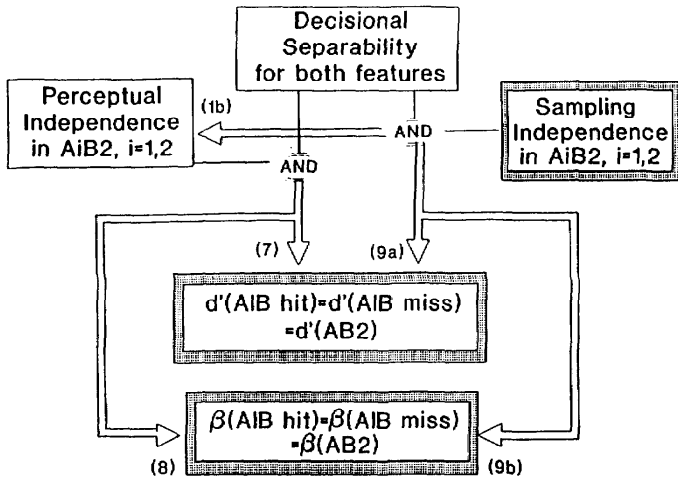 Decisional
Separability
for both features
Perceptual
Independence
in AiB2, i=1,2
(1b)
AND
Sampling
Independence
in AiB2, i=1,2
AND
(7)
(9a)
d'(A|B hit)=d'(A|B miss)
=d'(AB2)
β(A|B hit)=β(A|B miss)
=β(AB2)
(8)
(9b)